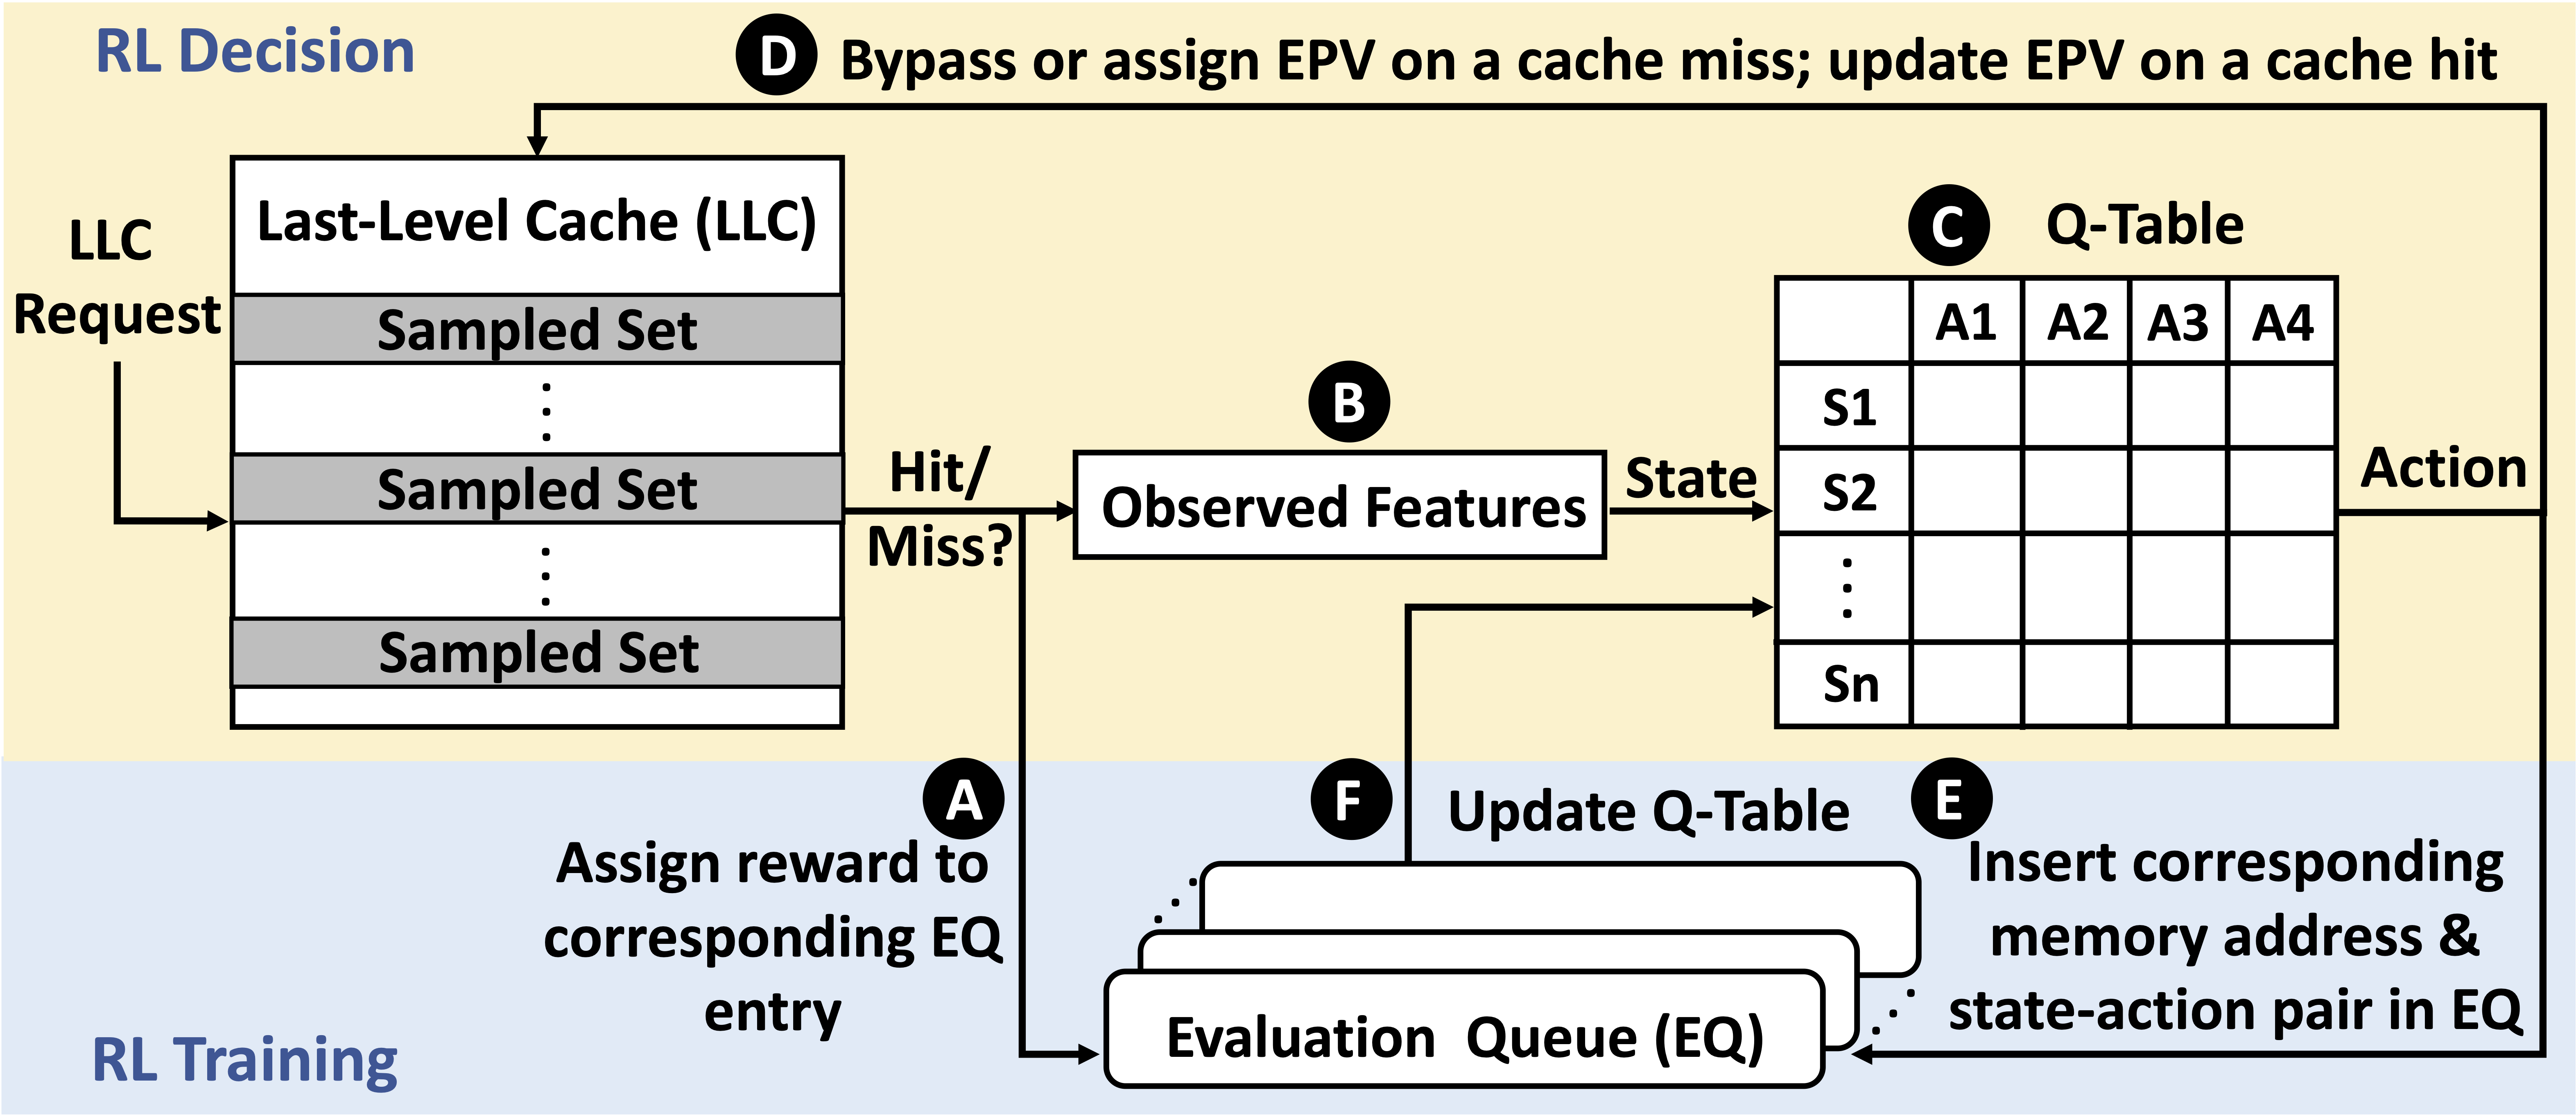 RL Decision
D Bypass or assign EPV on a cache miss; update EPV on a cache hit
LLC
Request
Last-Level Cache (LLC)
Sampled Set
Sampled Set
Sampled Set
Hit/
Miss?
B
Observed Features
State
C Q-Table
A1 A2 A3 A4
S1
S2
Sn
Action
A
Assign reward to
corresponding EQ
entry
F Update Q-Table
E
Insert corresponding
memory address &
state-action pair in EQ
Evaluation Queue (EQ)
RL Training